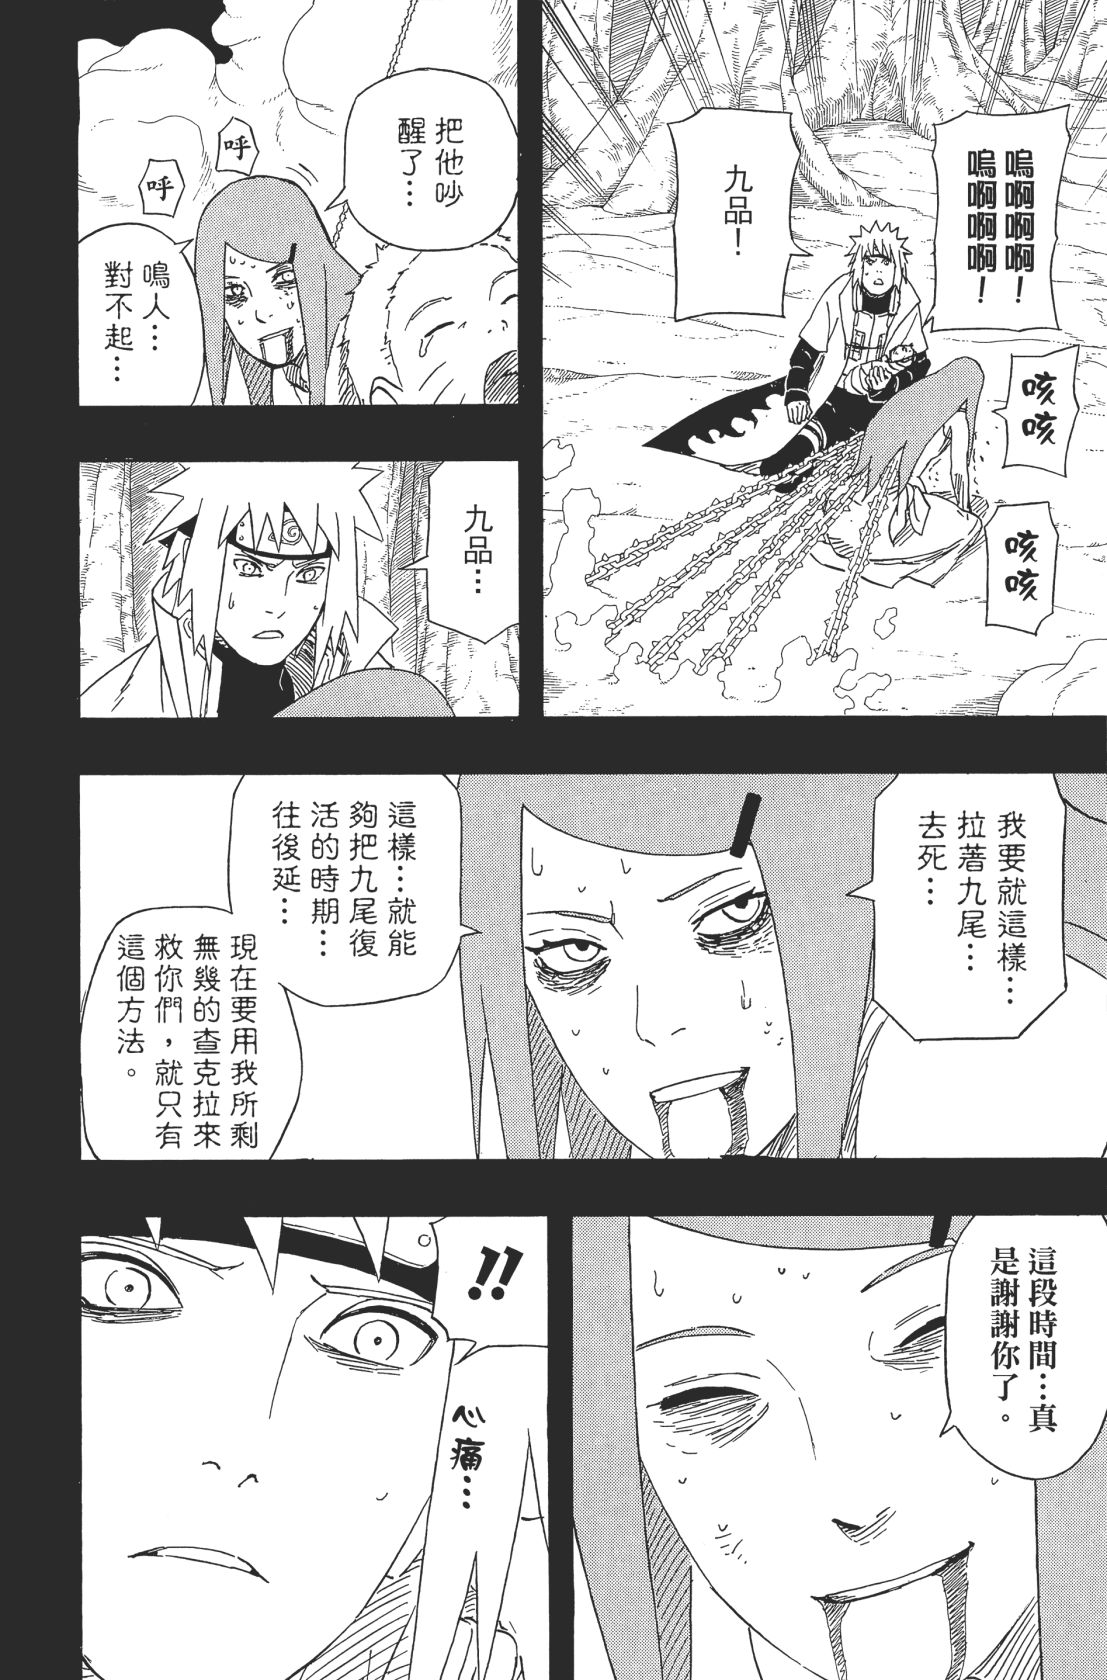 嗚啊啊啊！
嗚啊啊啊！
九品！
咳
咳
咳
咳
把他吵
醒了…
呼
呼
鳴人…
對不起…
九品…
我要就這樣…
拉著九尾…
去死…
這樣…就能
夠把九尾復
活的時期…
往後延…
現在要用我所剩
無幾的查克拉來
救你們，就只有
這個方法。
這段時間…真
是謝謝你了。
!!
心痛…